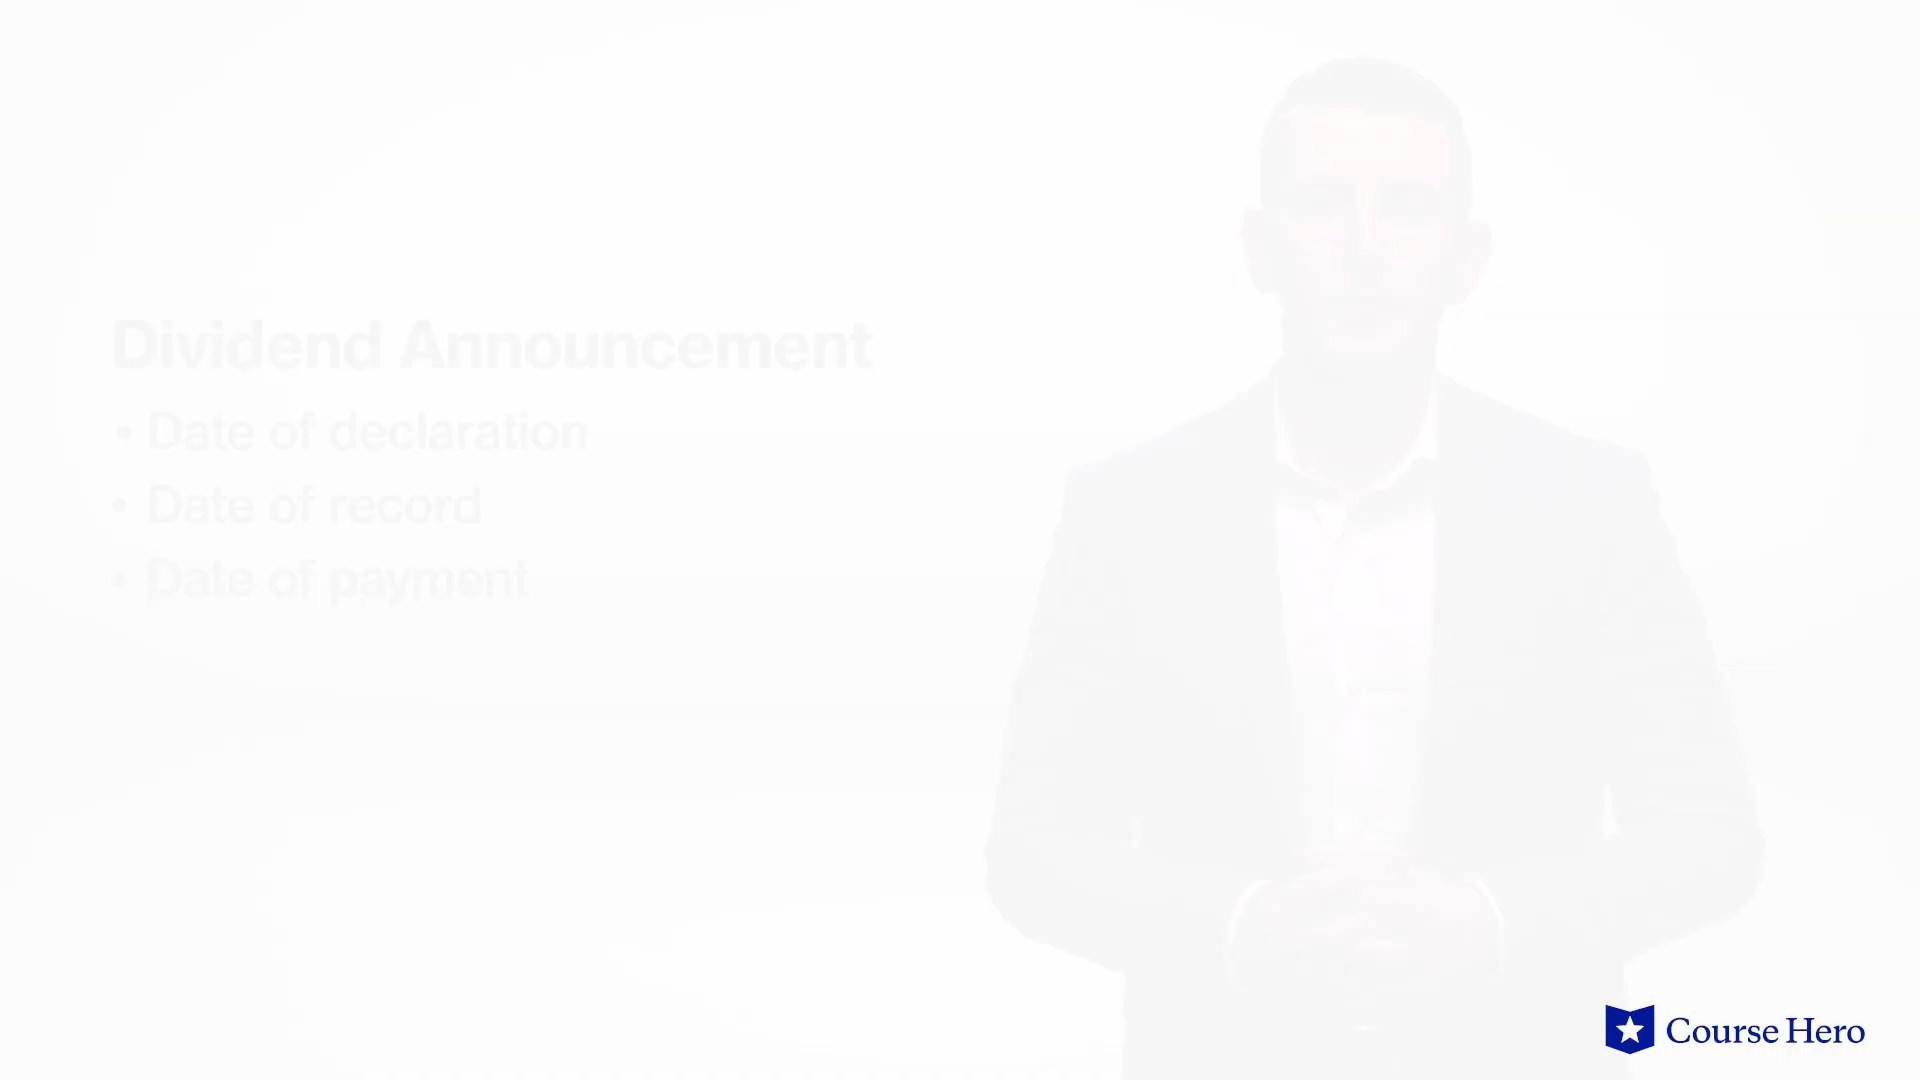 Dividend Announcement
• Date of declaration
• Date of record
• Date of payment
Course Hero